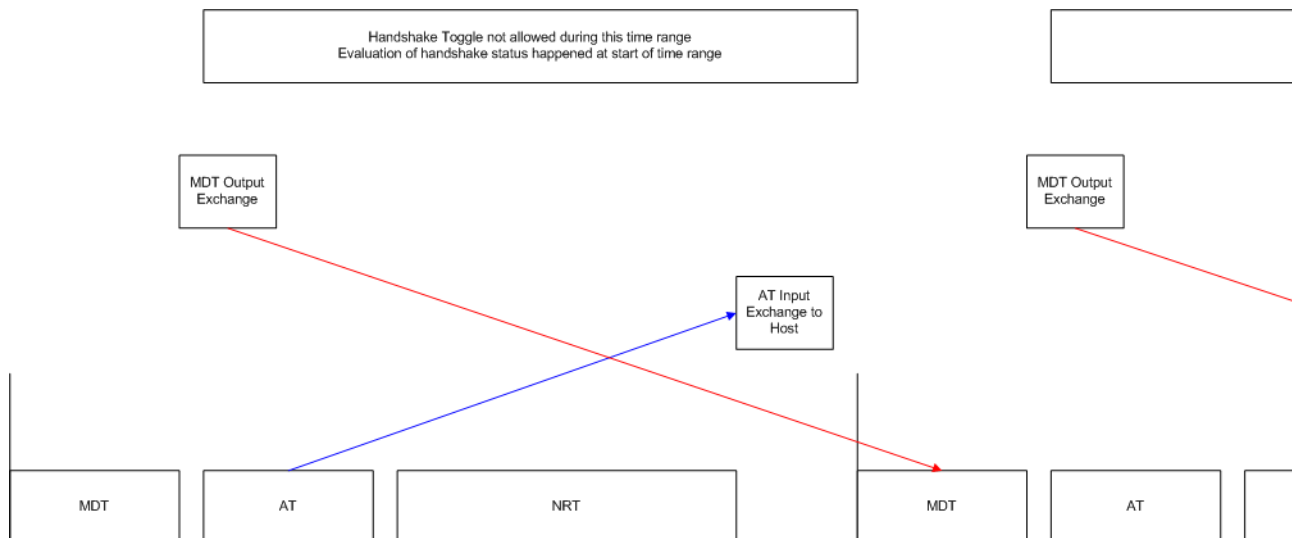 Handshake Toggle not allowed during this time range
Evaluation of handshake status happened at start of time range
MDT Output
Exchange
MDT Output
Exchange
AT Input
Exchange to
Host
MDT
AT
NRT
MDT
AT